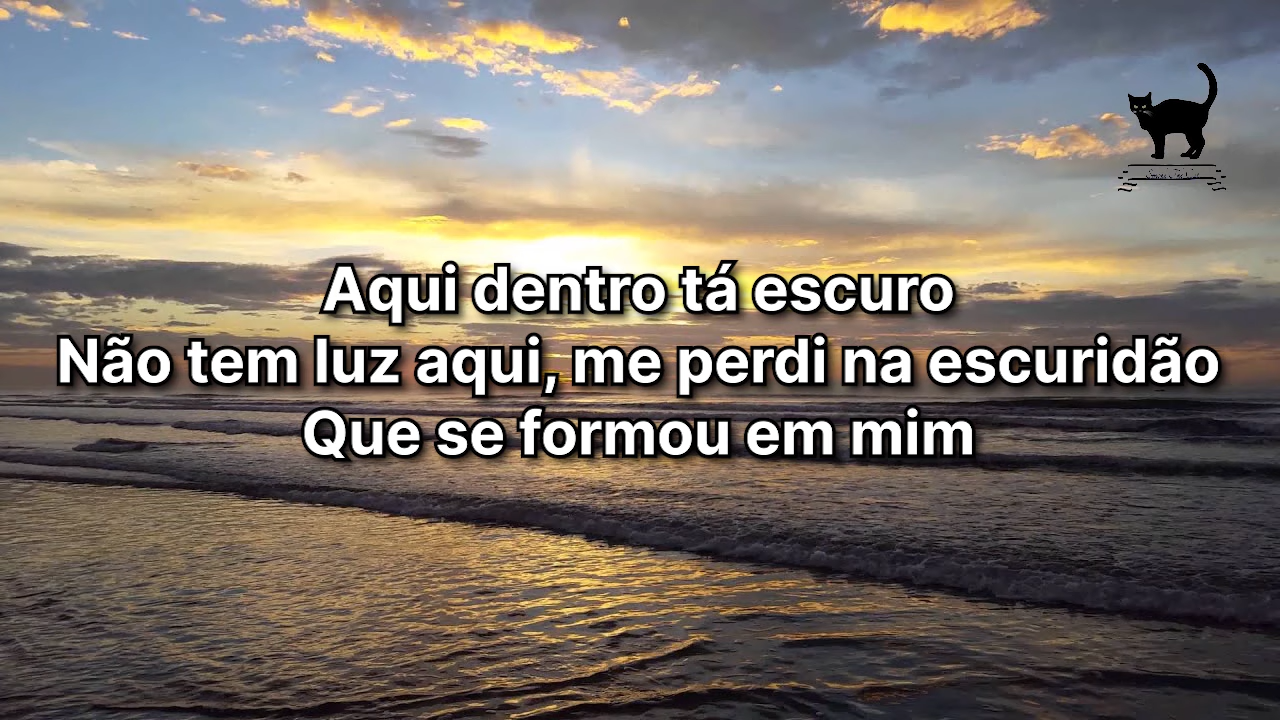 Aqui dentro tá escuro
Não tem luz aqui, me perdi na escuridão
Que se formou em mim